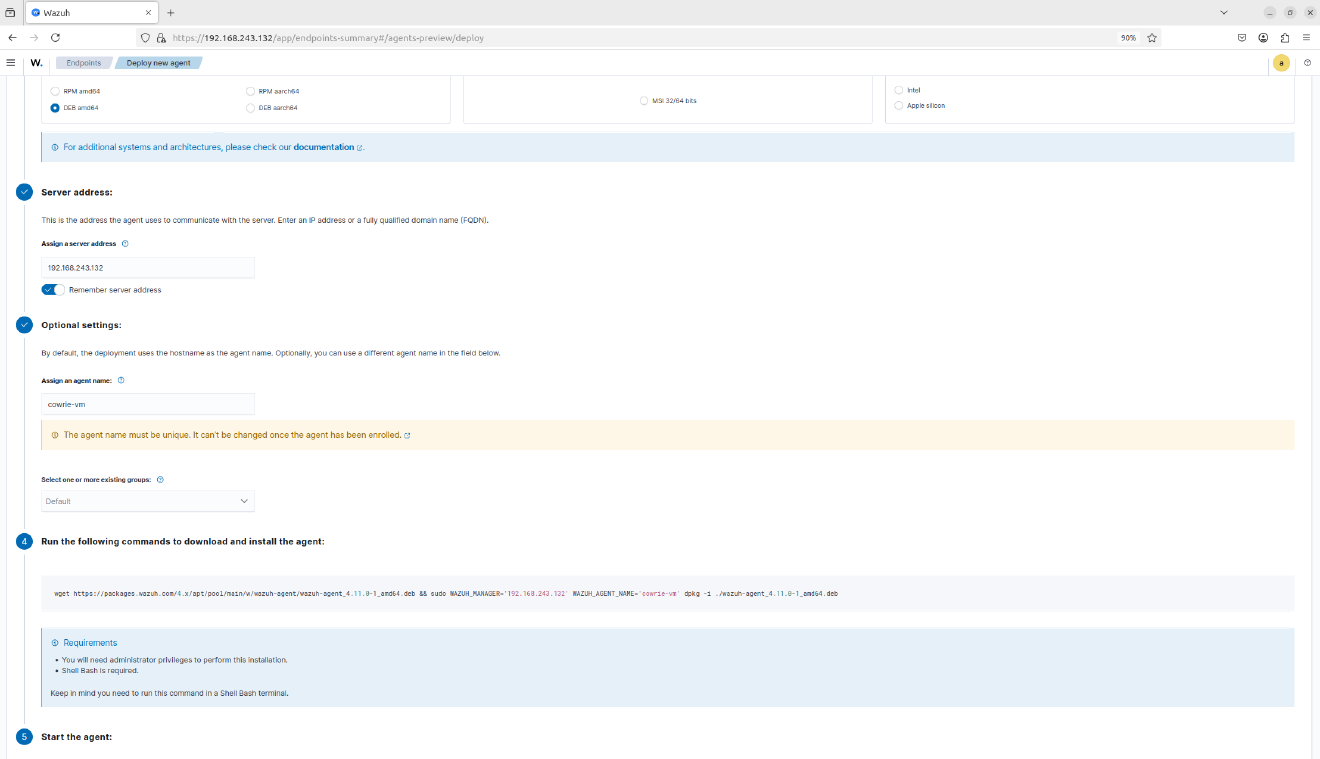 Wazuh
https://192.168.243.132/app/endpoints-summary#/agents-preview/deploy
90%
W.
Endpoints
Deploy new agent
a
RPM amd64
RPM aarch64
DEB amd64
DEB aarch64
MSI 32/64 bits
Intel
Apple silicon
For additional systems and architectures, please check our documentation.
Server address:
This is the address the agent uses to communicate with the server. Enter an IP address or a fully qualified domain name (FQDN).
Assign a server address
192.168.243.132
Remember server address
Optional settings:
By default, the deployment uses the hostname as the agent name. Optionally, you can use a different agent name in the field below.
Assign an agent name:
cowrie-vm
The agent name must be unique. It can't be changed once the agent has been enrolled.
Select one or more existing groups:
Default
4
Run the following commands to download and install the agent:
wget https://packages.wazuh.com/4.x/apt/pool/main/w/wazuh-agent/wazuh-agent_4.11.0-1_amd64.deb && sudo WAZUH_MANAGER='192.168.243.132' WAZUH_AGENT_NAME='cowrie-vm' dpkg -i ./wazuh-agent_4.11.0-1_amd64.deb
Requirements
• You will need administrator privileges to perform this installation.
• Shell Bash is required.
Keep in mind you need to run this command in a Shell Bash terminal.
5
Start the agent: